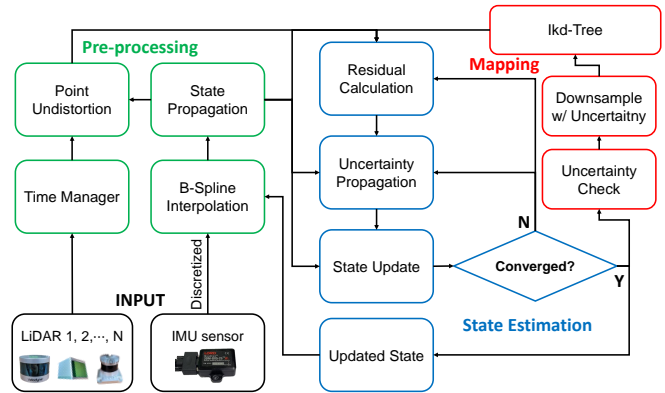 Pre-processing
Ikd-Tree
Point
Undistortion
State
Propagation
Residual
Calculation
Mapping
Downsample
w/ Uncertaitny
Time Manager
B-Spline
Interpolation
Uncertainty
Propagation
Uncertainty
Check
N
Discretized
State Update
Converged?
Y
INPUT
LiDAR 1, 2,⋯, N
IMU sensor
Updated State
State Estimation